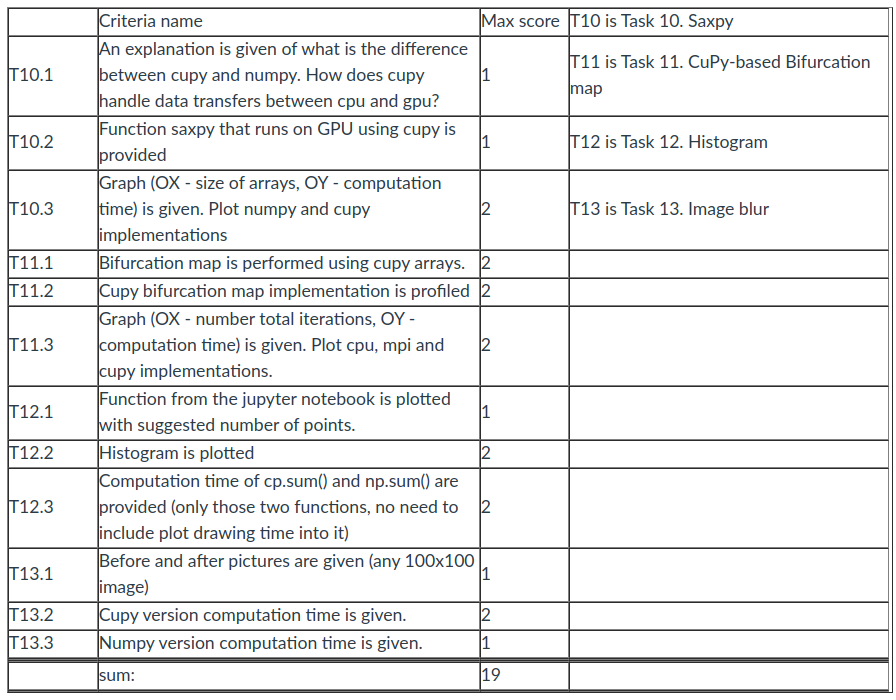 Criteria name Max score T10 is Task 10. Saxpy
T10.1 An explanation is given of what is the difference
between cupy and numpy. How does cupy
handle data transfers between cpu and gpu? 1 T11 is Task 11. CuPy-based Bifurcation
map
T10.2 Function saxpy that runs on GPU using cupy is
provided 1 T12 is Task 12. Histogram
T10.3 Graph (OX - size of arrays, OY - computation
time) is given. Plot numpy and cupy
implementations 2 T13 is Task 13. Image blur
T11.1 Bifurcation map is performed using cupy arrays. 2
T11.2 Cupy bifurcation map implementation is profiled 2
T11.3 Graph (OX - number total iterations, OY -
computation time) is given. Plot cpu, mpi and
cupy implementations. 2
T12.1 Function from the jupyter notebook is plotted
with suggested number of points. 1
T12.2 Histogram is plotted 2
T12.3 Computation time of cp.sum() and np.sum() are
provided (only those two functions, no need to
include plot drawing time into it) 2
T13.1 Before and after pictures are given (any 100x100
image) 1
T13.2 Cupy version computation time is given. 2
T13.3 Numpy version computation time is given. 1
sum: 19